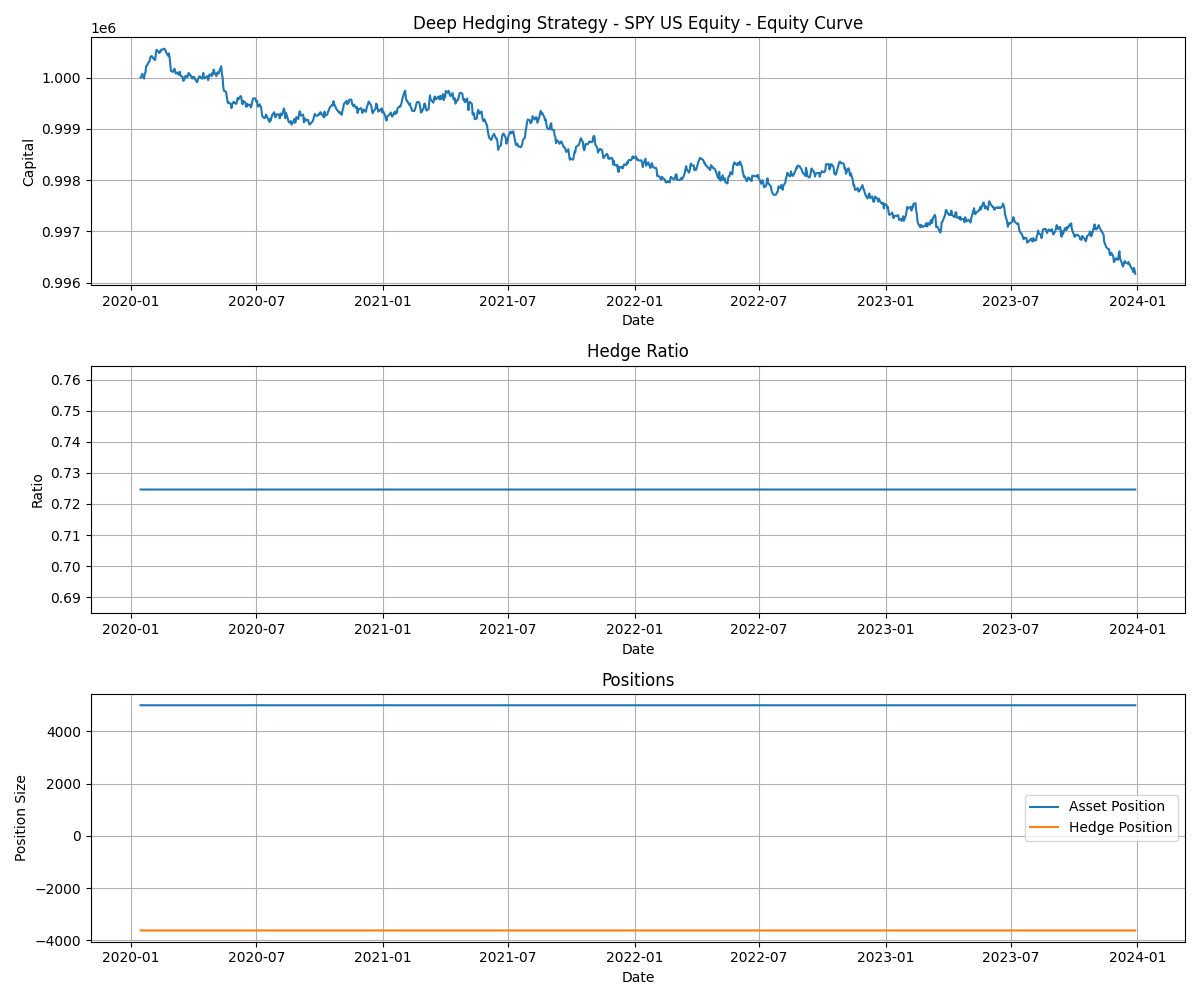 Deep Hedging Strategy - SPY US Equity - Equity Curve
1e6
1.000
0.999
0.998
0.997
0.996
Capital
2020-01 2020-07 2021-01 2021-07 2022-01 2022-07 2023-01 2023-07 2024-01
Date
Hedge Ratio
0.76
0.75
0.74
0.73
0.72
0.71
0.70
0.69
Ratio
2020-01 2020-07 2021-01 2021-07 2022-01 2022-07 2023-01 2023-07 2024-01
Date
Positions
4000
2000
0
−2000
−4000
Position Size
Asset Position
Hedge Position
2020-01 2020-07 2021-01 2021-07 2022-01 2022-07 2023-01 2023-07 2024-01
Date